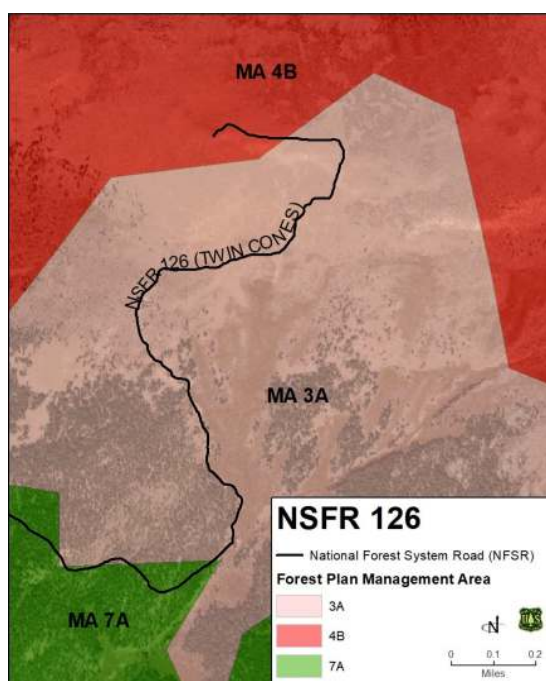 MA 4B
NSFR 126 (TWIN CONES)
MA 3A
MA 7A
NSFR 126
National Forest System Road (NFSR)
Forest Plan Management Area
3A
4B
7A
N
U S
0 0.1 0.2
Miles